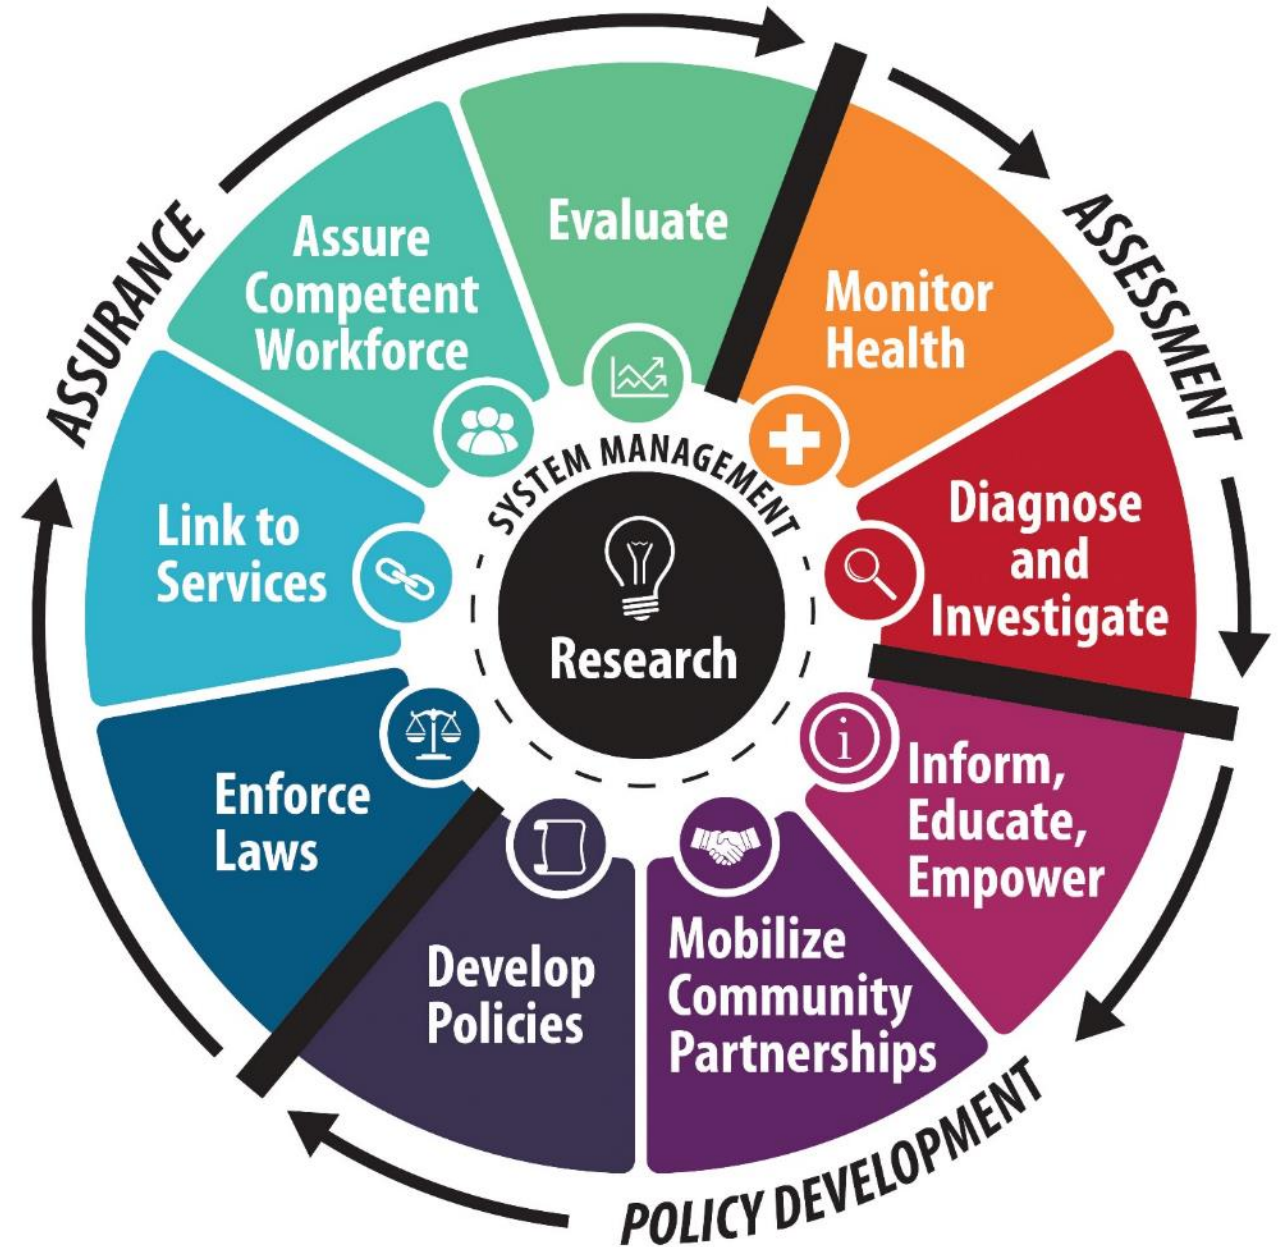 ASSESSMENT
Monitor
Health
Diagnose
and
Investigate
POLICY DEVELOPMENT
Inform,
Educate,
Empower
Mobilize
Community
Partnerships
Develop
Policies
ASSURANCE
Enforce
Laws
Link to
Services
Assure
Competent
Workforce
Evaluate
SYSTEM MANAGEMENT
Research
i